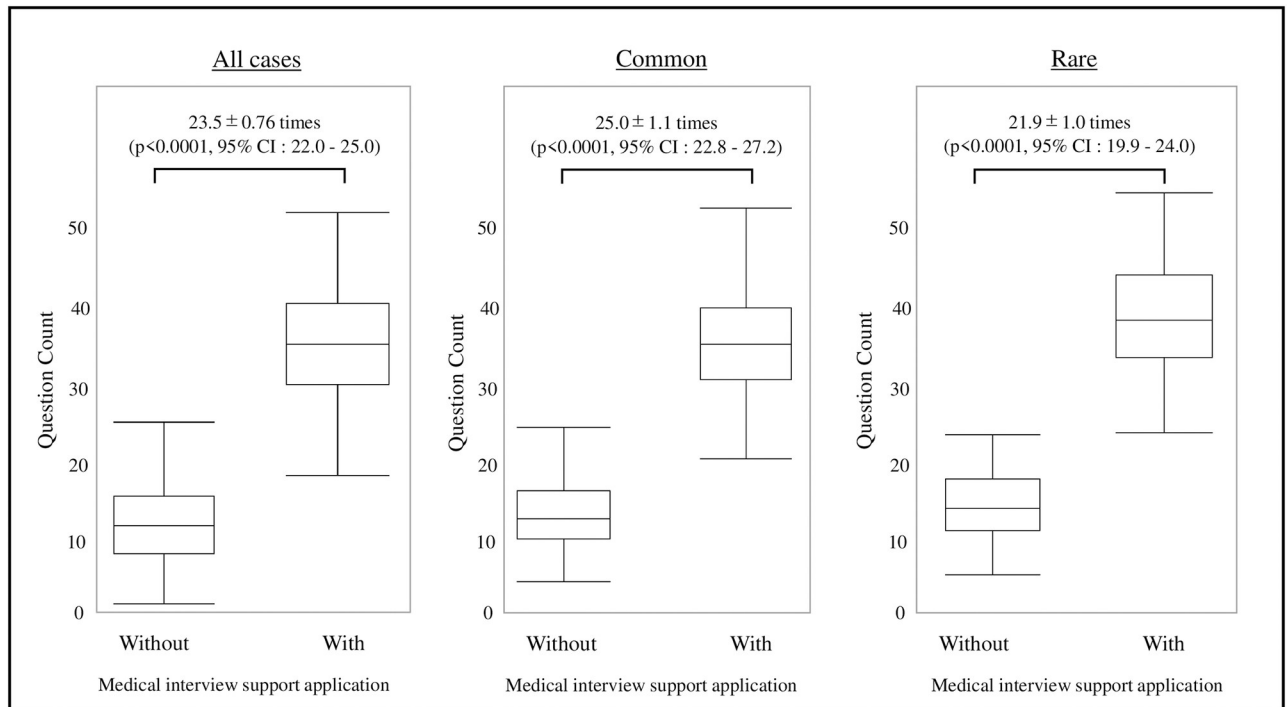 All cases
23.5 ± 0.76 times
(p<0.0001, 95% CI : 22.0 - 25.0)
Question Count
50
40
30
20
10
0
Without
With
Medical interview support application
Common
25.0 ± 1.1 times
(p<0.0001, 95% CI : 22.8 - 27.2)
Question Count
50
40
30
20
10
0
Without
With
Medical interview support application
Rare
21.9 ± 1.0 times
(p<0.0001, 95% CI : 19.9 - 24.0)
Question Count
50
40
30
20
10
0
Without
With
Medical interview support application